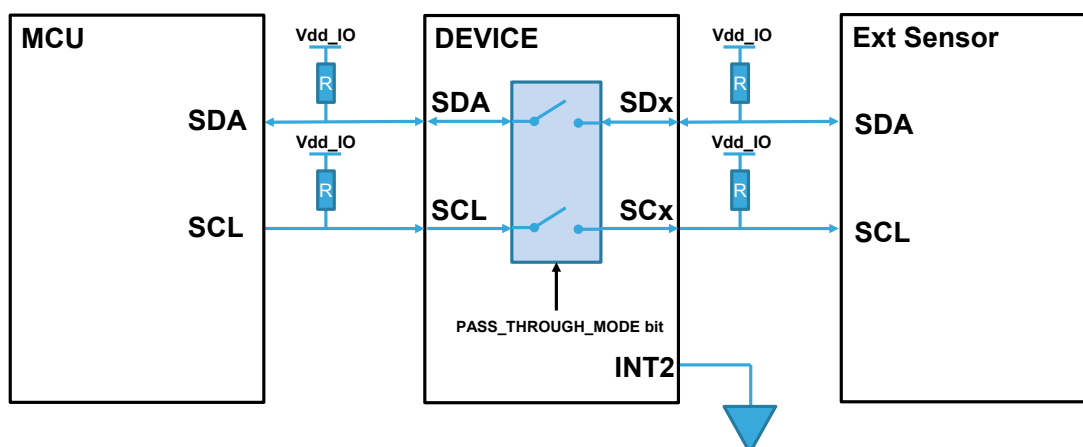 MCU
Vdd_IO
DEVICE
Vdd_IO
Ext Sensor
R
R
SDA
SDA
SDx
SDA
Vdd_IO
Vdd_IO
R
R
SCL
SCL
SCx
SCL
PASS_THROUGH_MODE bit
INT2